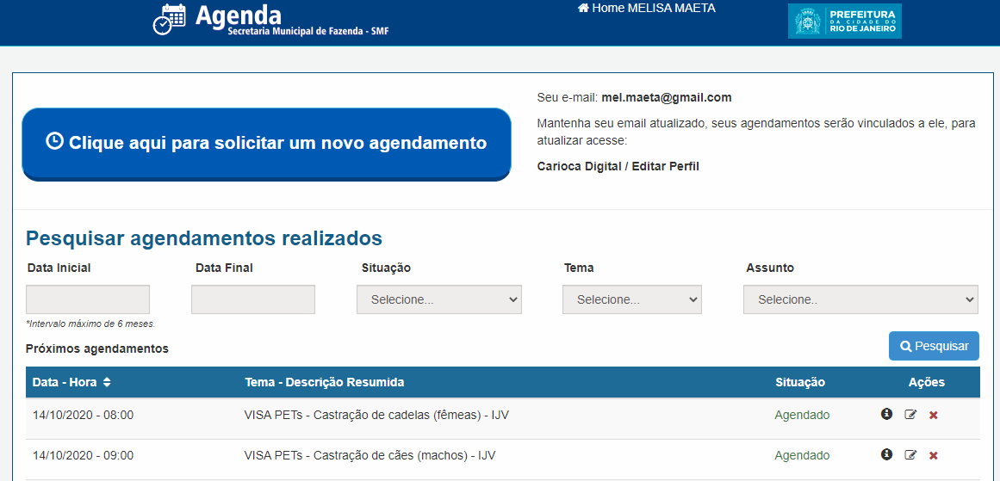 Agenda
Secretaria Municipal de Fazenda - SMF
Home MELISA MAETA
PREFEITURA
DA CIDADE DO
RIO DE JANEIRO
Clique aqui para solicitar um novo agendamento
Seu e-mail: mel.maeta@gmail.com
Mantenha seu email atualizado, seus agendamentos serão vinculados a ele, para
atualizar acesse:
Carioca Digital / Editar Perfil
Pesquisar agendamentos realizados
Data Inicial Data Final Situação Tema Assunto
Selecione... Selecione... Selecione..
*Intervalo máximo de 6 meses.
Próximos agendamentos
Pesquisar
Data - Hora Tema - Descrição Resumida Situação Ações
14/10/2020 - 08:00 VISA PETs - Castração de cadelas (fêmeas) - IJV Agendado
14/10/2020 - 09:00 VISA PETs - Castração de cães (machos) - IJV Agendado